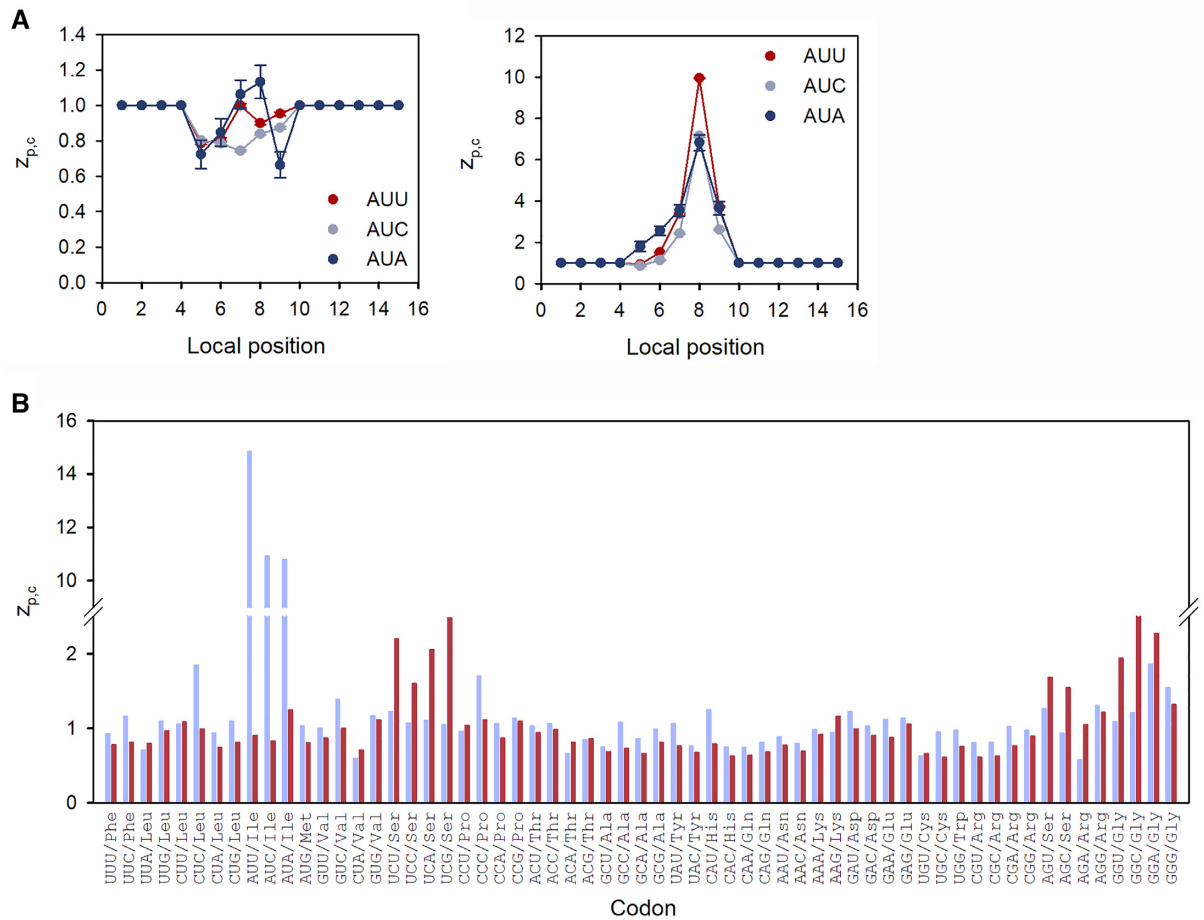 A
1.4
1.2
1.0
0.8
0.6
0.4
0.2
0.0
z_p,c
0 2 4 6 8 10 12 14 16
Local position
AUU
AUC
AUA
12
10
8
6
4
2
0
z_p,c
0 2 4 6 8 10 12 14 16
Local position
AUU
AUC
AUA
B
16
14
12
10
2
1
0
z_p,c
UUU/Phe
UUC/Phe
UUA/Leu
UUG/Leu
CUU/Leu
CUC/Leu
CUA/Leu
CUG/Leu
AUU/Ile
AUC/Ile
AUA/Ile
AUG/Met
GUU/Val
GUC/Val
CUA/Val
GUG/Val
UCU/Ser
UCC/Ser
UCA/Ser
UCG/Ser
CCU/Pro
CCC/Pro
CCA/Pro
CCG/Pro
ACU/Thr
ACC/Thr
ACA/Thr
ACG/Thr
GCU/Ala
GCC/Ala
GCA/Ala
GCG/Ala
UAU/Tyr
UAC/Tyr
CAU/His
CAC/His
CAA/Gln
CAG/Gln
AAU/Asn
AAC/Asn
AAA/Lys
AAG/Lys
GAU/Asp
GAC/Asp
GAA/Glu
GAG/Glu
UGU/Cys
UGC/Cys
UGG/Trp
CGU/Arg
CGC/Arg
CGA/Arg
CGG/Arg
AGU/Ser
AGC/Ser
AGA/Arg
AGG/Arg
GGU/Gly
GGC/Gly
GGA/Gly
GGG/Gly
Codon